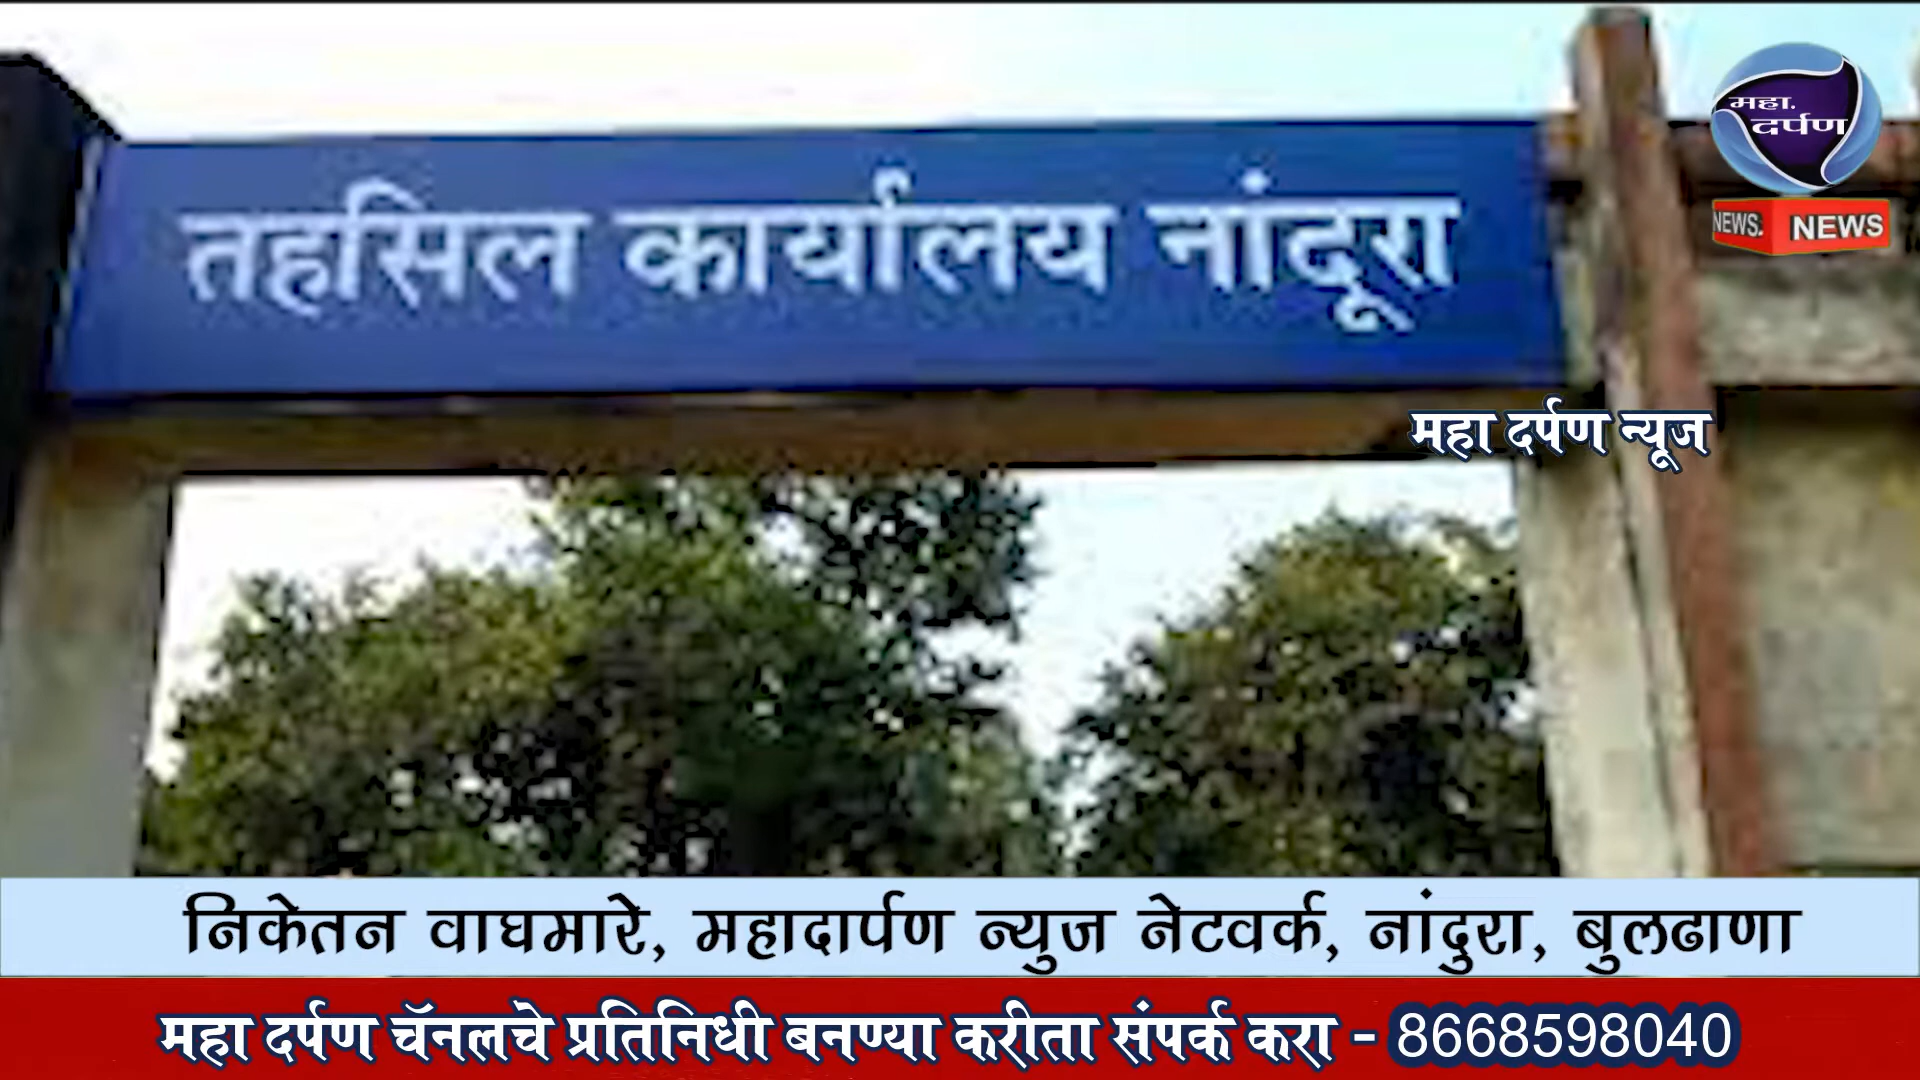 महा.
दर्पण
NEWS. NEWS
तहसिल कार्यालय नांदूरा
महा दर्पण न्यूज
निकेतन वाघमारे, महादार्पण न्युज नेटवर्क, नांदुरा, बुलढाणा
महा दर्पण चॅनलचे प्रतिनिधी बनण्या करीता संपर्क करा - 8668598040